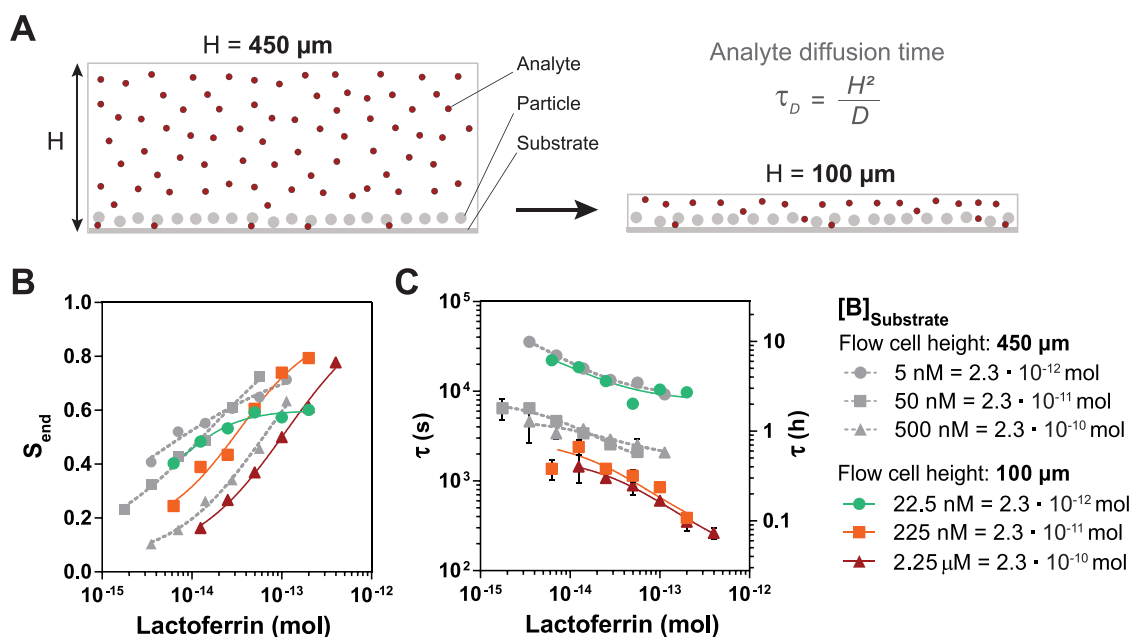 A
H = 450 µm
H
Analyte
Particle
Substrate
Analyte diffusion time
τD = H² / D
H = 100 µm
B
1.0
0.8
0.6
0.4
0.2
0.0
Send
10⁻¹⁵ 10⁻¹⁴ 10⁻¹³ 10⁻¹²
Lactoferrin (mol)
C
10⁵
10⁴
10³
10²
τ (s)
10
1
0.1
τ (h)
10⁻¹⁵ 10⁻¹⁴ 10⁻¹³ 10⁻¹²
Lactoferrin (mol)
[B]Substrate
Flow cell height: 450 µm
5 nM = 2.3 · 10⁻¹² mol
50 nM = 2.3 · 10⁻¹¹ mol
500 nM = 2.3 · 10⁻¹⁰ mol
Flow cell height: 100 µm
22.5 nM = 2.3 · 10⁻¹² mol
225 nM = 2.3 · 10⁻¹¹ mol
2.25 µM = 2.3 · 10⁻¹⁰ mol